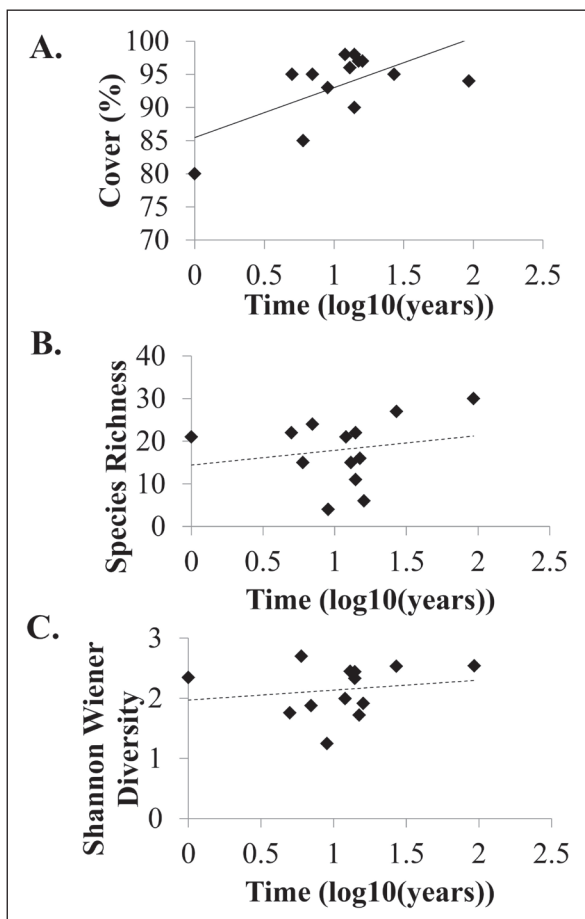 A.
Cover (%)
100
95
90
85
80
75
70
0 0.5 1 1.5 2 2.5
Time (log10(years))
B.
Species Richness
40
30
20
10
0
0 0.5 1 1.5 2 2.5
Time (log10(years))
C.
Shannon Wiener
Diversity
3
2
1
0
0 0.5 1 1.5 2 2.5
Time (log10(years))